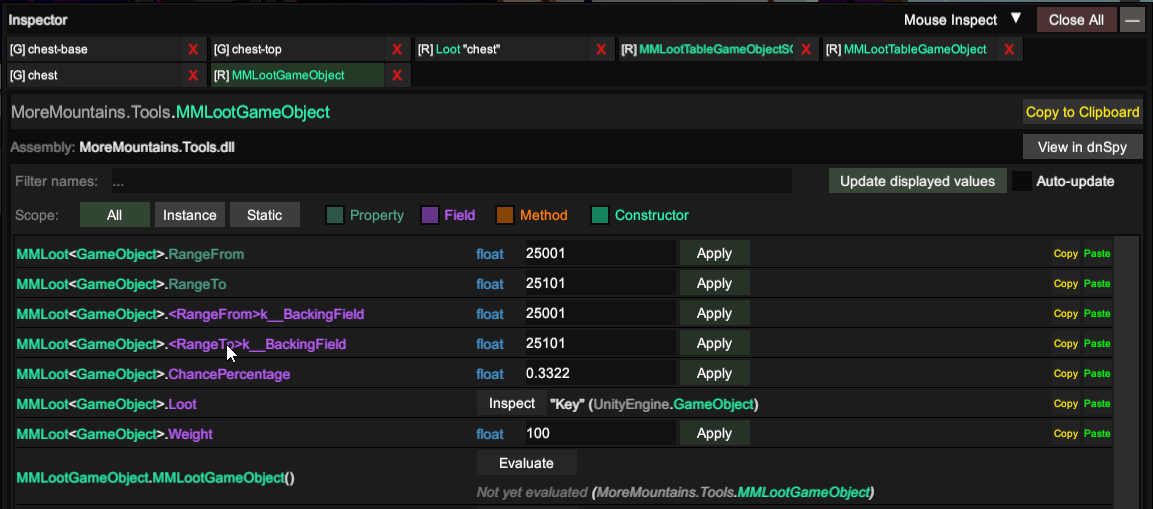 Inspector Mouse Inspect ▼ Close All —
[G] chest-base X [G] chest-top X [R] Loot "chest" X [R] MMLootTableGameObjectSO X [R] MMLootTableGameObject X
[G] chest X [R] MMLootGameObject X
MoreMountains.Tools.MMLootGameObject Copy to Clipboard
Assembly: MoreMountains.Tools.dll View in dnSpy
Filter names: ... Update displayed values Auto-update
Scope: All Instance Static Property Field Method Constructor
MMLoot<GameObject>.RangeFrom float 25001 Apply Copy Paste
MMLoot<GameObject>.RangeTo float 25101 Apply Copy Paste
MMLoot<GameObject>.<RangeFrom>k__BackingField float 25001 Apply Copy Paste
MMLoot<GameObject>.<RangeTo>k__BackingField float 25101 Apply Copy Paste
MMLoot<GameObject>.ChancePercentage float 0.3322 Apply Copy Paste
MMLoot<GameObject>.Loot Inspect "Key" (UnityEngine.GameObject) Copy Paste
MMLoot<GameObject>.Weight float 100 Apply Copy Paste
MMLootGameObject.MMLootGameObject() Evaluate
Not yet evaluated (MoreMountains.Tools.MMLootGameObject)